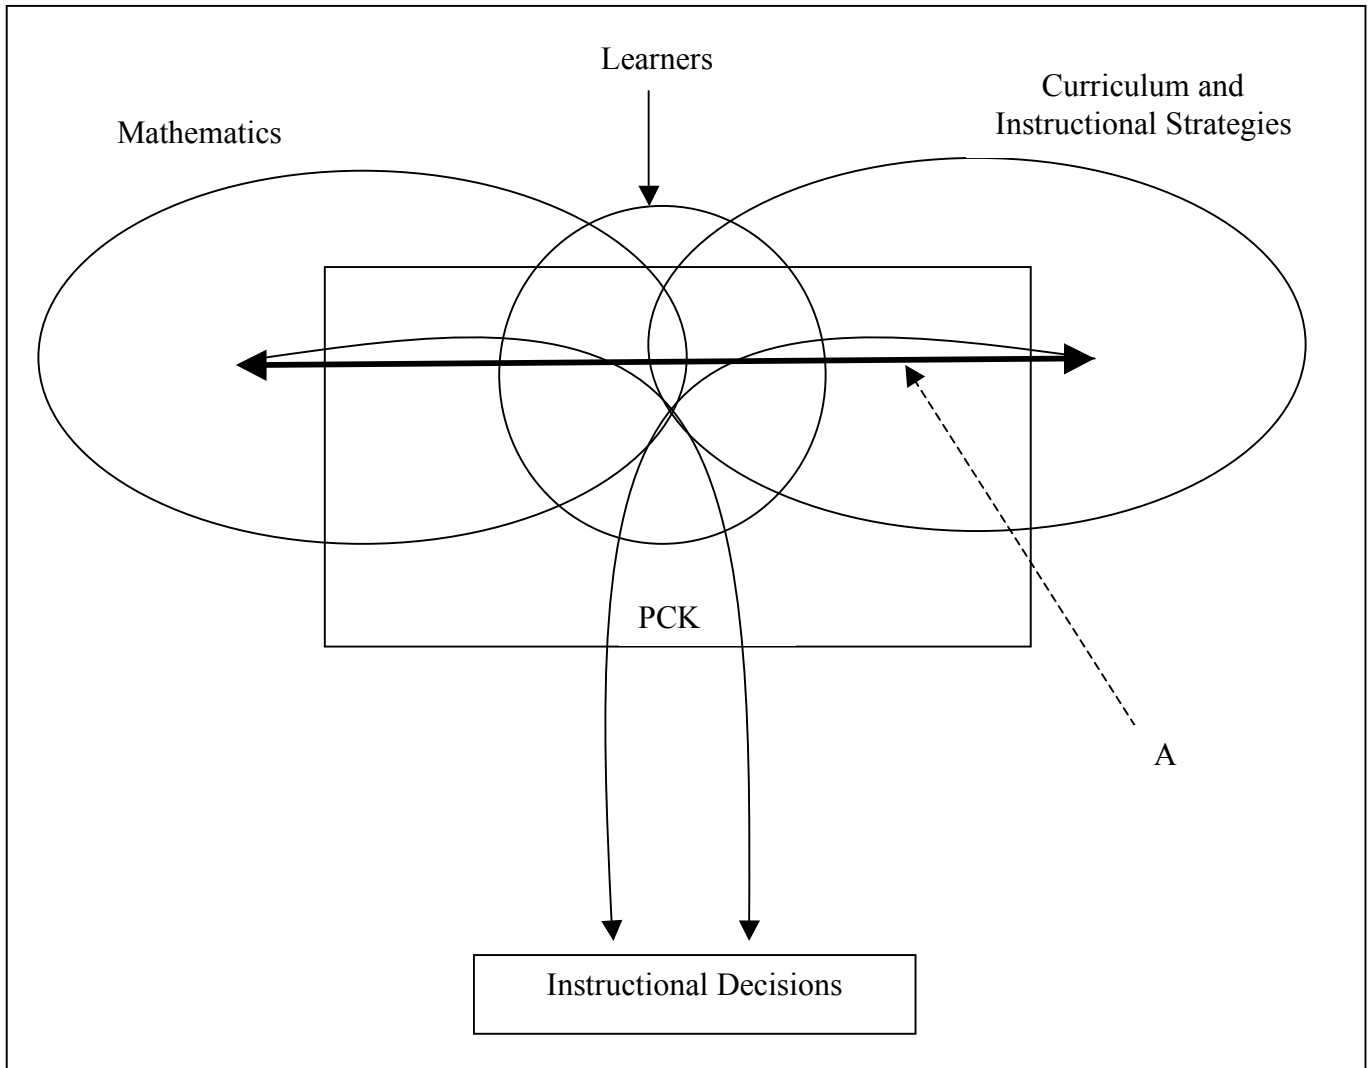 Learners
Curriculum and
Instructional Strategies
Mathematics
PCK
A
Instructional Decisions